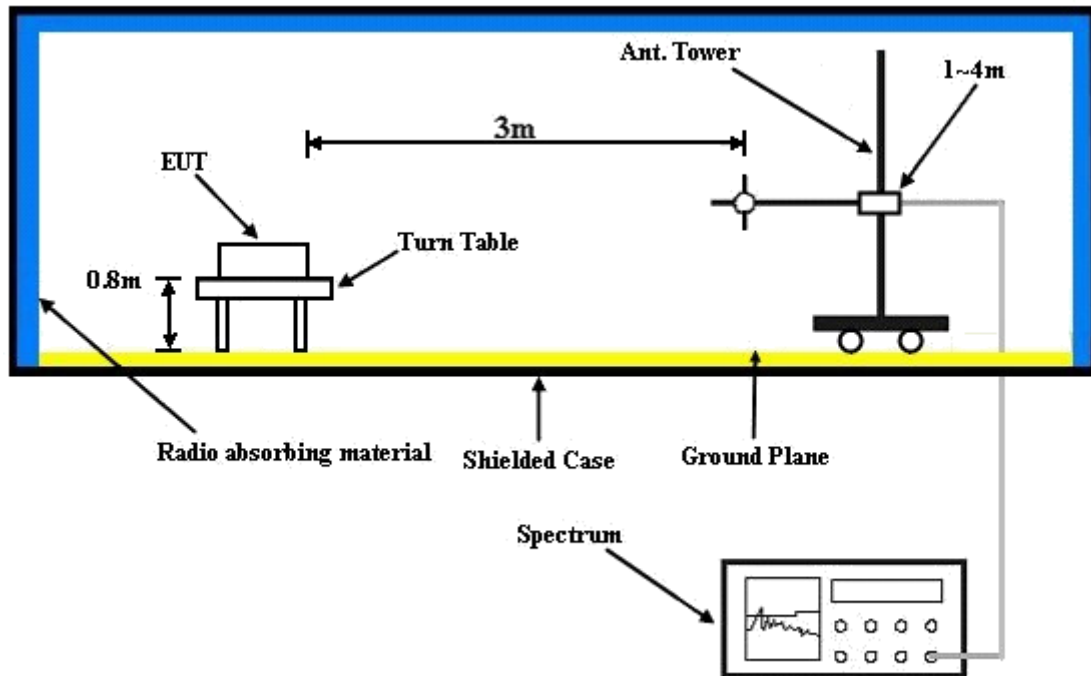 Ant. Tower
1~4m
3m
EUT
Turn Table
0.8m
Radio absorbing material
Shielded Case
Ground Plane
Spectrum